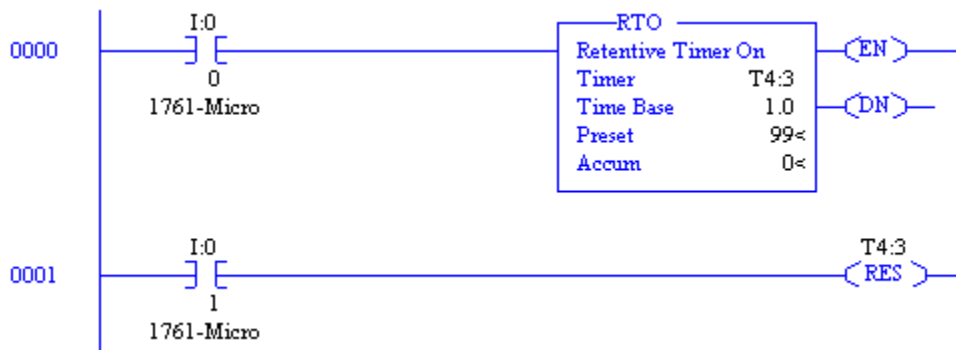 I:0
RTO
0000
Retentive Timer On
EN
0
Timer T4:3
1761-Micro
Time Base 1.0
DN
Preset 99<
Accum 0<
I:0
T4:3
0001
RES
1
1761-Micro